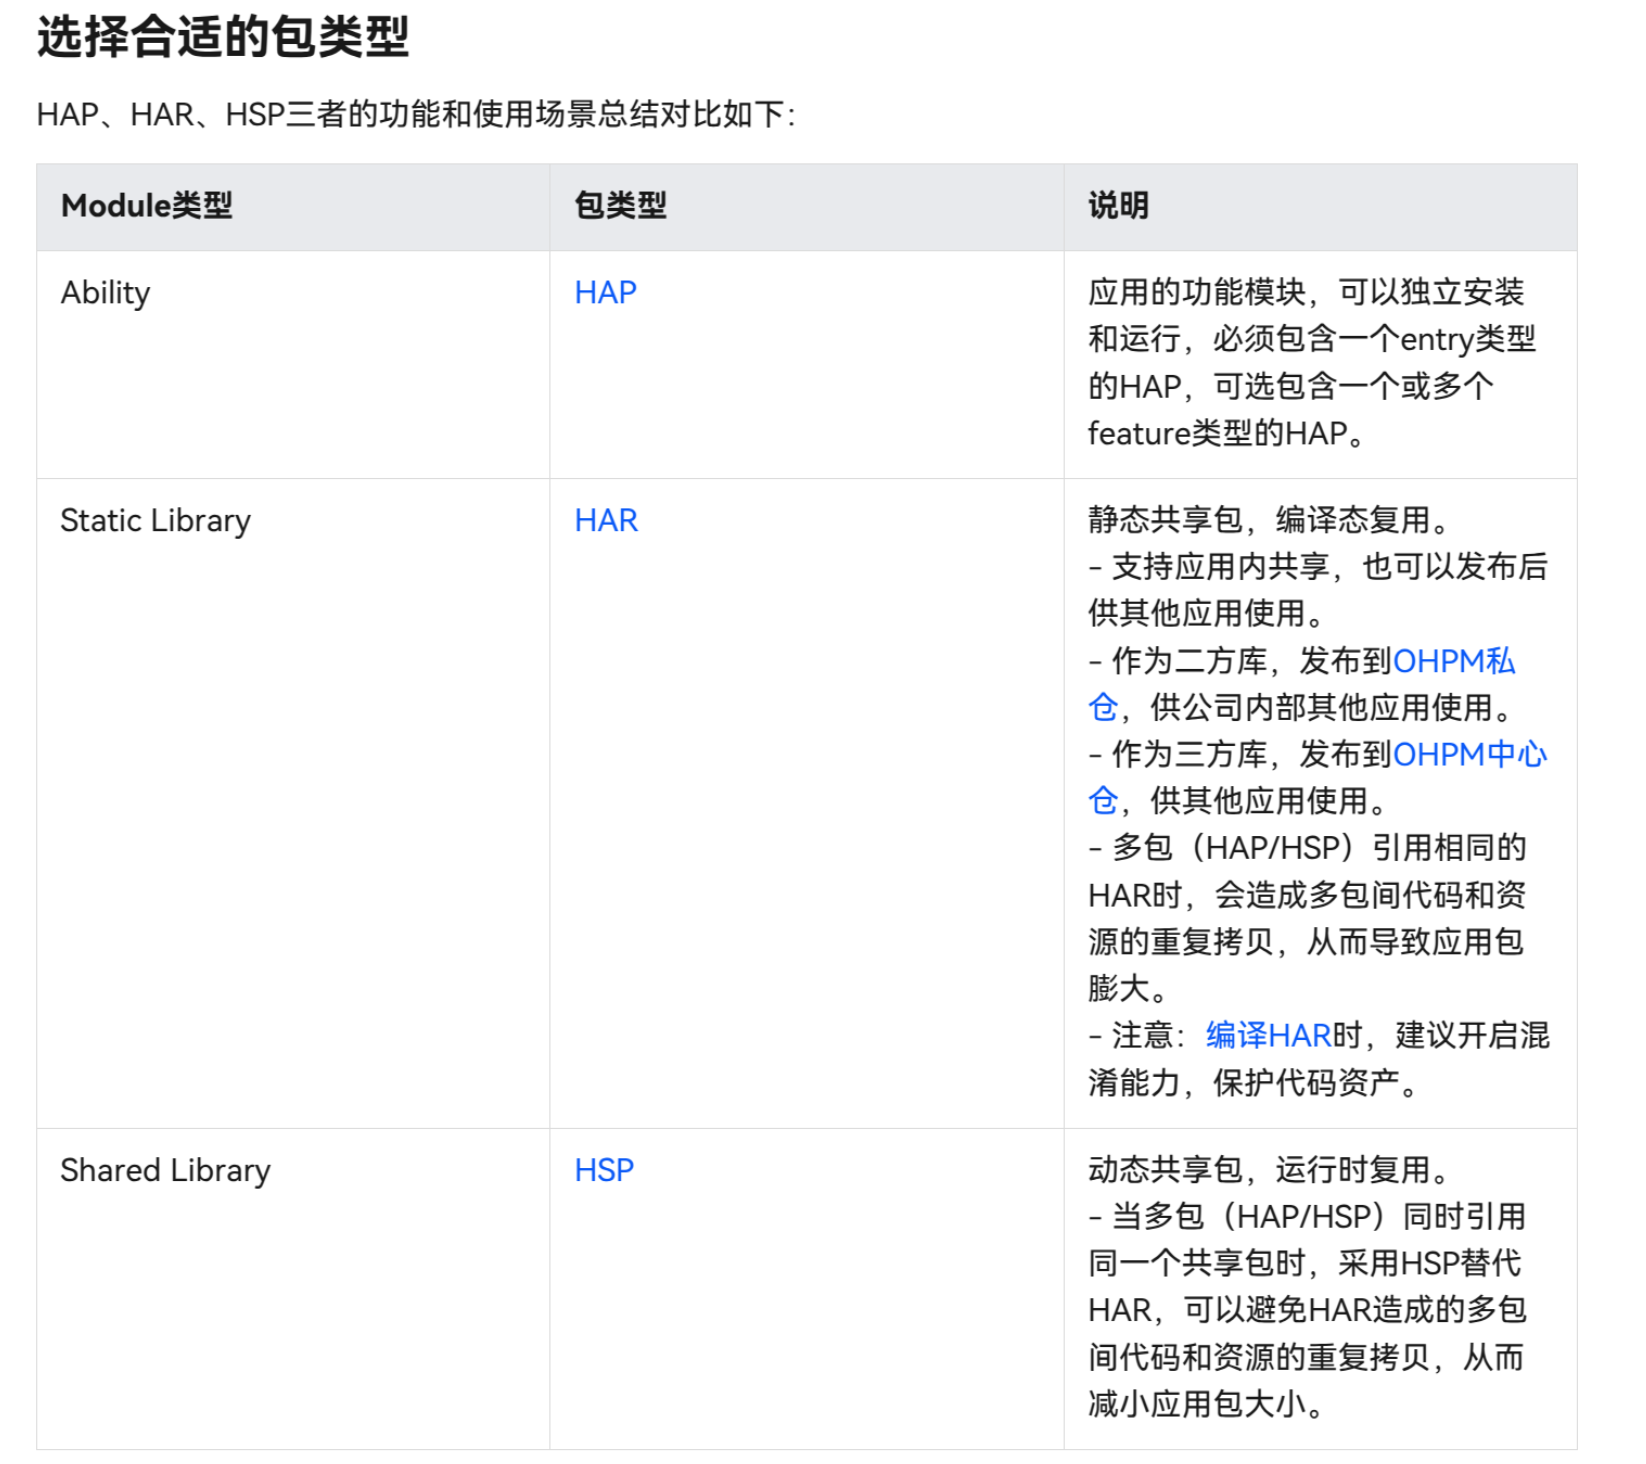 选择合适的包类型
HAP、HAR、HSP三者的功能和使用场景总结对比如下：
Module类型
包类型
说明
Ability
HAP
应用的功能模块，可以独立安装
和运行，必须包含一个entry类型
的HAP，可选包含一个或多个
feature类型的HAP。
Static Library
HAR
静态共享包，编译态复用。
- 支持应用内共享，也可以发布后
供其他应用使用。
- 作为二方库，发布到OHPM私
仓，供公司内部其他应用使用。
- 作为三方库，发布到OHPM中心
仓，供其他应用使用。
- 多包（HAP/HSP）引用相同的
HAR时，会造成多包间代码和资
源的重复拷贝，从而导致应用包
膨大。
- 注意：编译HAR时，建议开启混
淆能力，保护代码资产。
Shared Library
HSP
动态共享包，运行时复用。
- 当多包（HAP/HSP）同时引用
同一个共享包时，采用HSP替代
HAR，可以避免HAR造成的多包
间代码和资源的重复拷贝，从而
减小应用包大小。